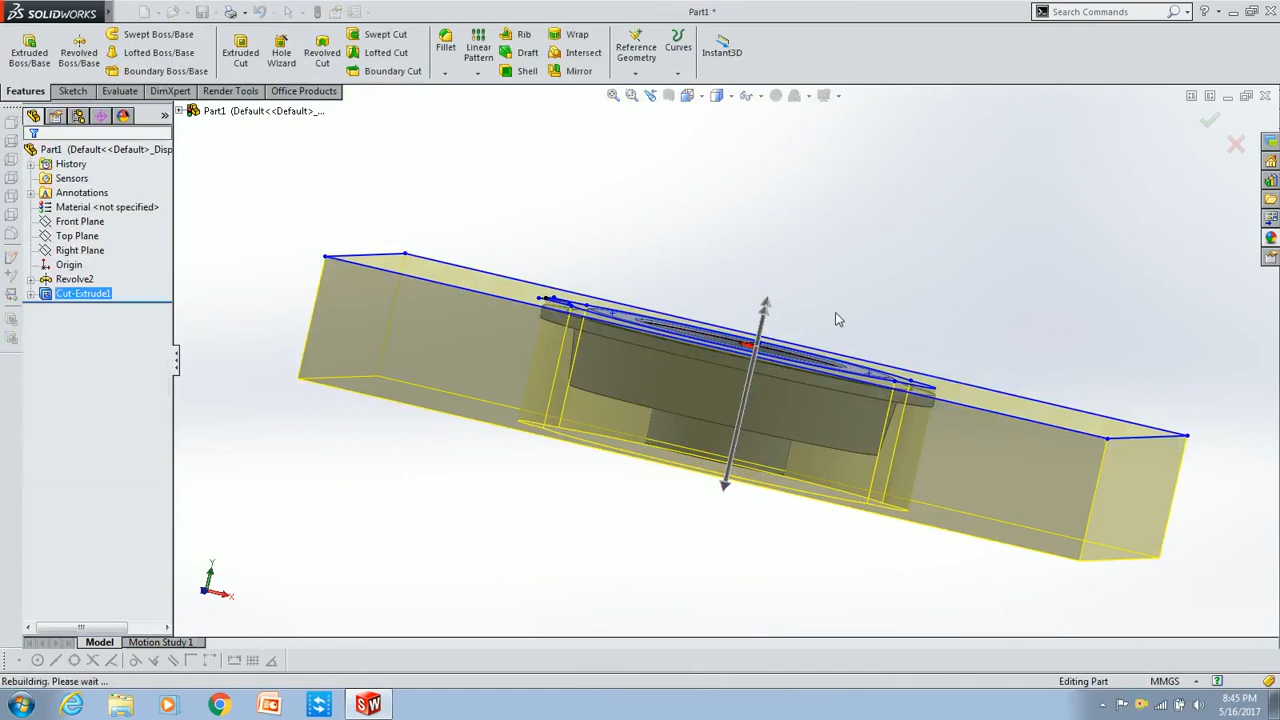 SOLIDWORKS
Part1 *
Search Commands
Extruded Boss/Base
Revolved Boss/Base
Swept Boss/Base
Lofted Boss/Base
Boundary Boss/Base
Extruded Cut
Hole Wizard
Revolved Cut
Swept Cut
Lofted Cut
Boundary Cut
Fillet
Linear Pattern
Rib
Draft
Shell
Wrap
Intersect
Mirror
Reference Geometry
Curves
Instant3D
Features
Sketch
Evaluate
DimXpert
Render Tools
Office Products
Part1 (Default<<Default>_...
Part1 (Default<<Default>_Disp
History
Sensors
Annotations
Material <not specified>
Front Plane
Top Plane
Right Plane
Origin
Revolve2
Cut-Extrude1
Y
X
Model
Motion Study 1
Rebuilding. Please wait ...
Editing Part
MMGS
8:45 PM
5/16/2017